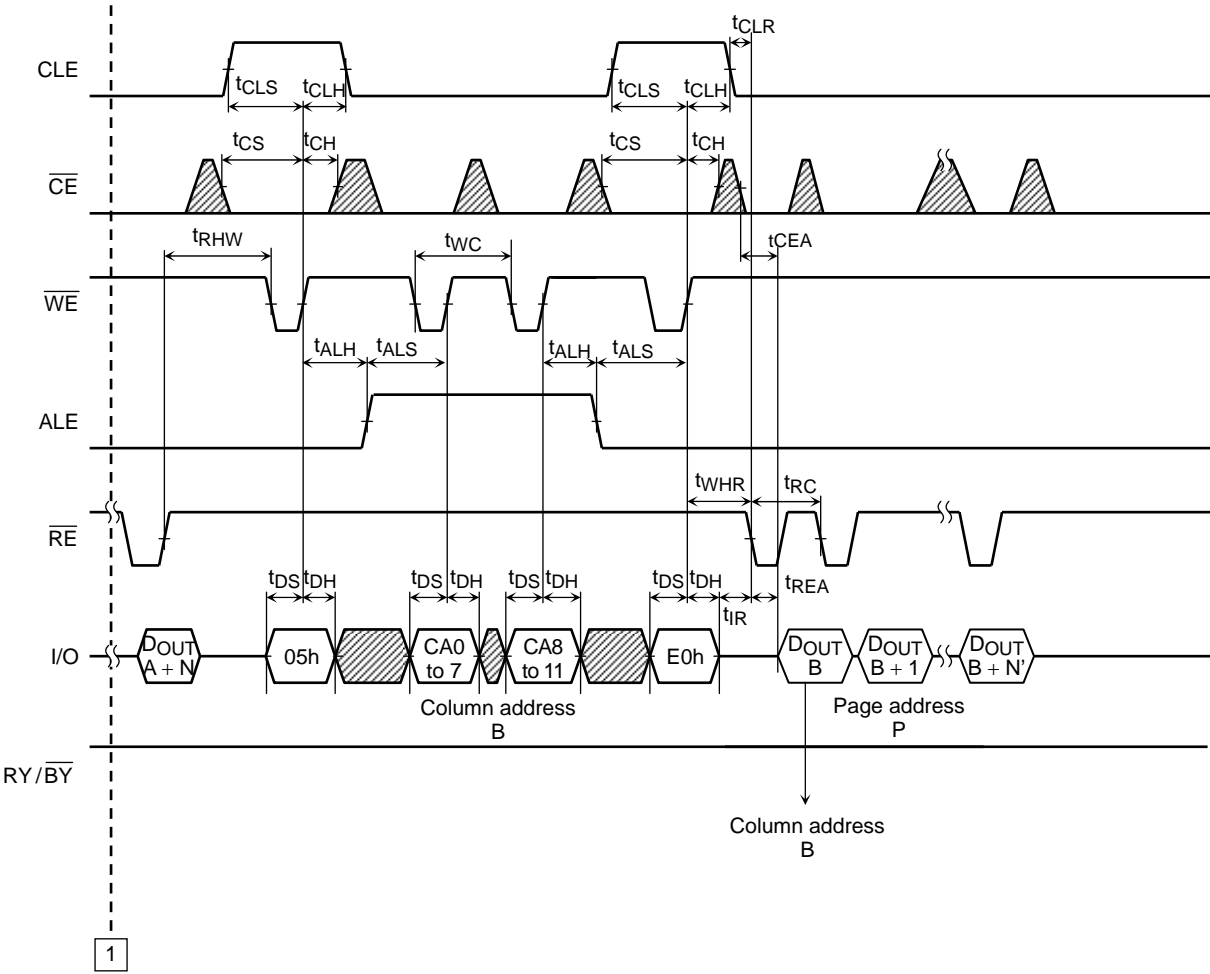 tCLR
CLE
tCLS tCLH tCLS tCLH
tCS tCH tCS tCH
CE
tRHW tWC tCEA
WE
tALH tALS tALH tALS
ALE
tWHR tRC
RE
tDS tDH tDS tDH tDS tDH tDS tDH tREA
tIR
I/O
DOUT
A + N
05h
CA0
to 7
CA8
to 11
E0h
DOUT
B
DOUT
B + 1
DOUT
B + N'
Column address
B
Page address
P
RY/BY
Column address
B
1